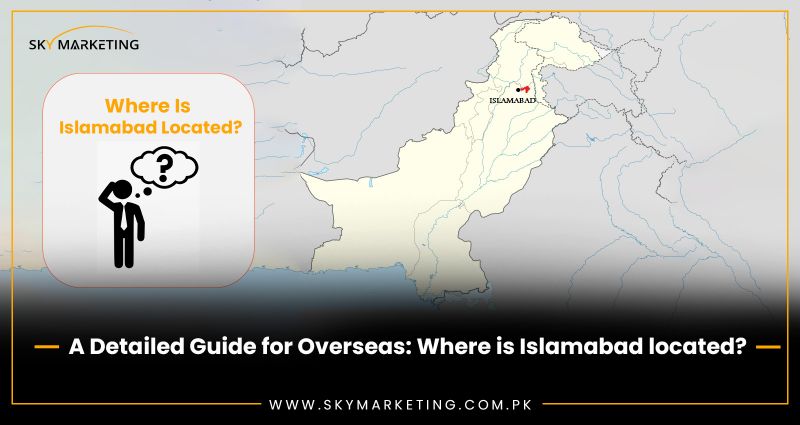 SKY MARKETING
Where Is
Islamabad Located?
?
ISLAMABAD
A Detailed Guide for Overseas: Where is Islamabad located?
WWW.SKYMARKETING.COM.PK